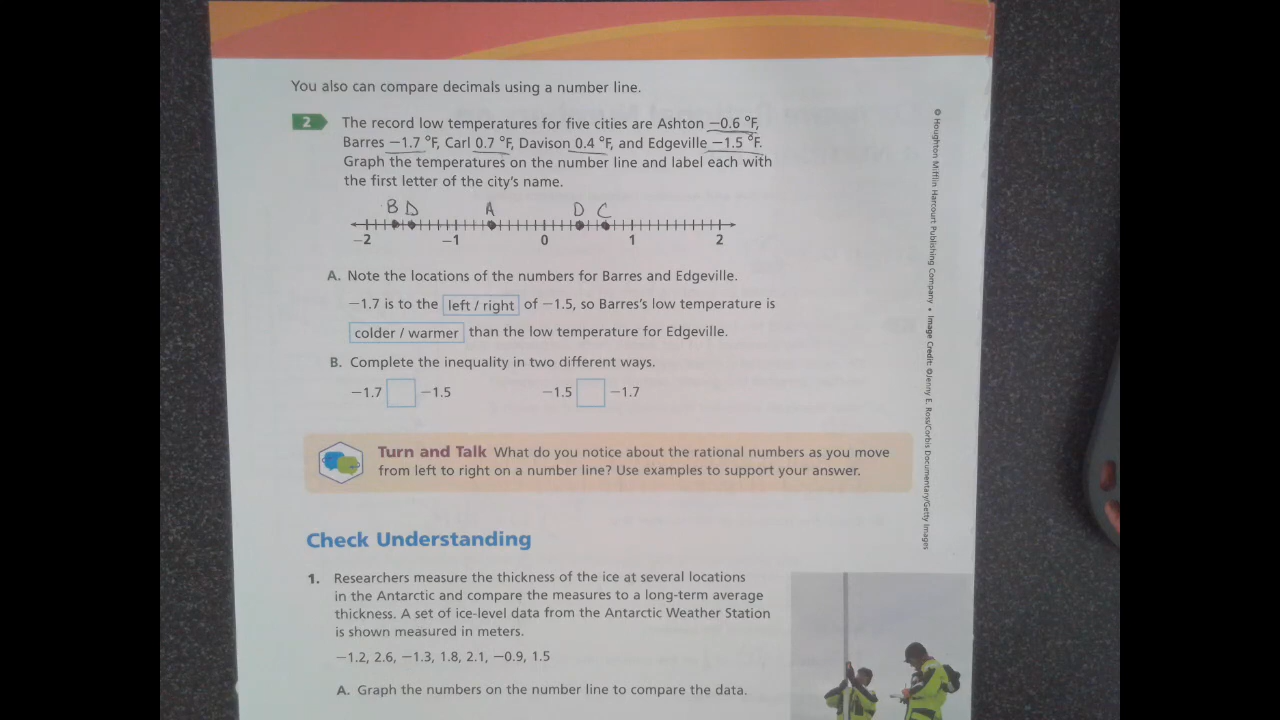 You also can compare decimals using a number line.
2 The record low temperatures for five cities are Ashton −0.6 °F,
Barres −1.7 °F, Carl 0.7 °F, Davison 0.4 °F, and Edgeville −1.5 °F.
Graph the temperatures on the number line and label each with
the first letter of the city's name.
B D A D C
−2 −1 0 1 2
A. Note the locations of the numbers for Barres and Edgeville.
−1.7 is to the left / right of −1.5, so Barres's low temperature is
colder / warmer than the low temperature for Edgeville.
B. Complete the inequality in two different ways.
−1.7 −1.5 −1.5 −1.7
Turn and Talk What do you notice about the rational numbers as you move
from left to right on a number line? Use examples to support your answer.
Check Understanding
1. Researchers measure the thickness of the ice at several locations
in the Antarctic and compare the measures to a long-term average
thickness. A set of ice-level data from the Antarctic Weather Station
is shown measured in meters.
−1.2, 2.6, −1.3, 1.8, 2.1, −0.9, 1.5
A. Graph the numbers on the number line to compare the data.
© Houghton Mifflin Harcourt Publishing Company • Image Credit: ©Jenny E. Ross/Corbis Documentary/Getty Images